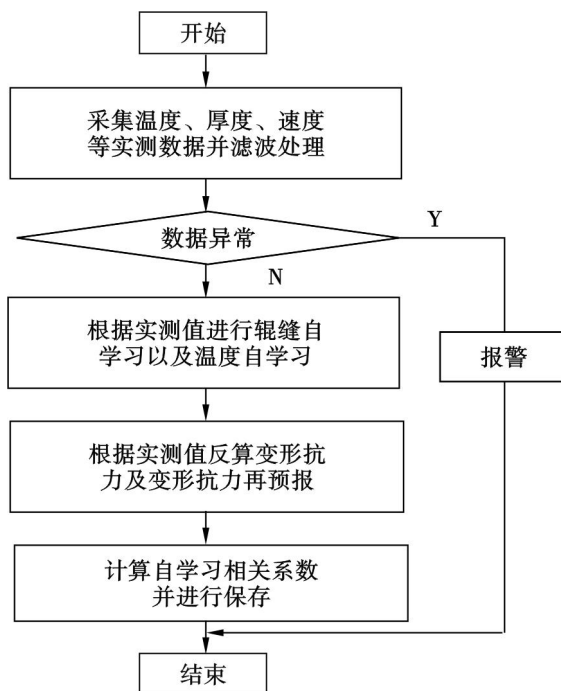 开始
采集温度、厚度、速度
等实测数据并滤波处理
数据异常
Y
N
根据实测值进行辊缝自
学习以及温度自学习
报警
根据实测值反算变形抗
力及变形抗力再预报
计算自学习相关系数
并进行保存
结束